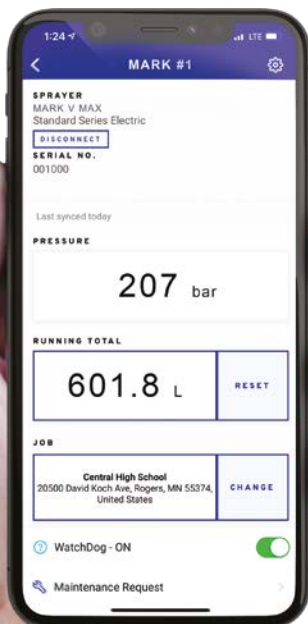 1:24
LTE
MARK #1
SPRAYER
MARK V MAX
Standard Series Electric
DISCONNECT
SERIAL NO.
001000
Last synced today
PRESSURE
207 bar
RUNNING TOTAL
601.8 L
RESET
JOB
Central High School
20500 David Koch Ave, Rogers, MN 55374,
United States
CHANGE
WatchDog - ON
Maintenance Request